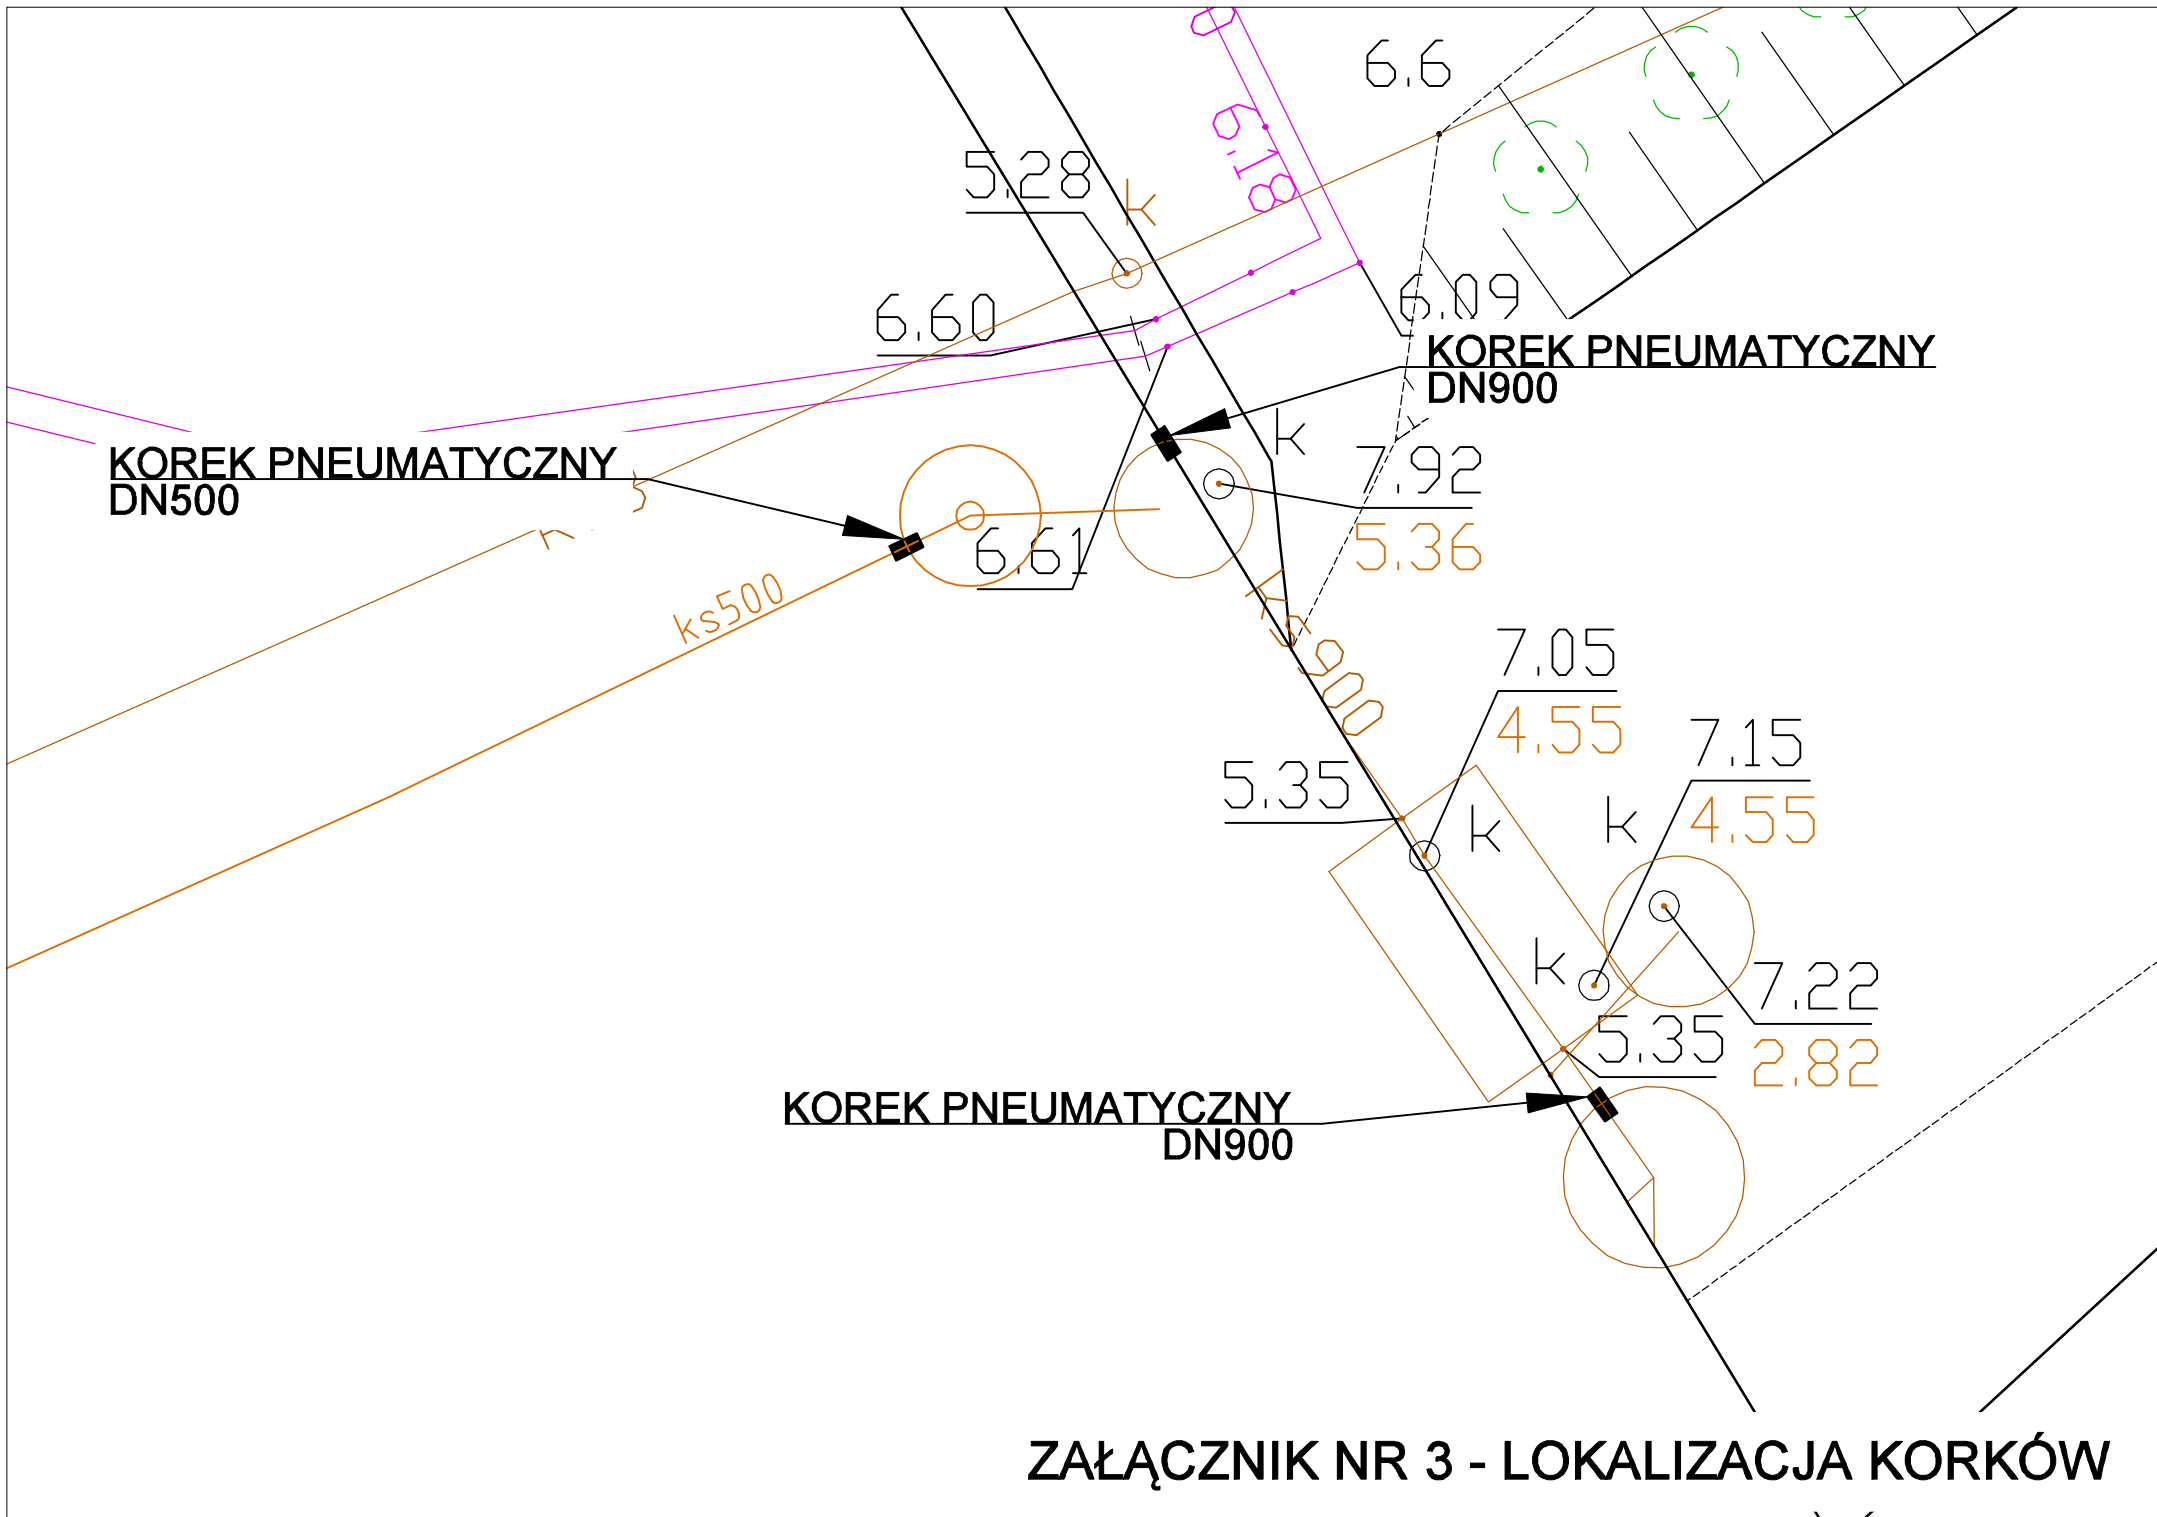 6.6
6.18
5.28
k
6.60
6.09
KOREK PNEUMATYCZNY
DN900
k
KOREK PNEUMATYCZNY
DN500
7.92
5.36
6.61
ks500
ks900
7.05
4.55
7.15
4.55
5.35
k
k
k
7.22
2.82
5.35
KOREK PNEUMATYCZNY
DN900
ZAŁĄCZNIK NR 3 - LOKALIZACJA KORKÓW